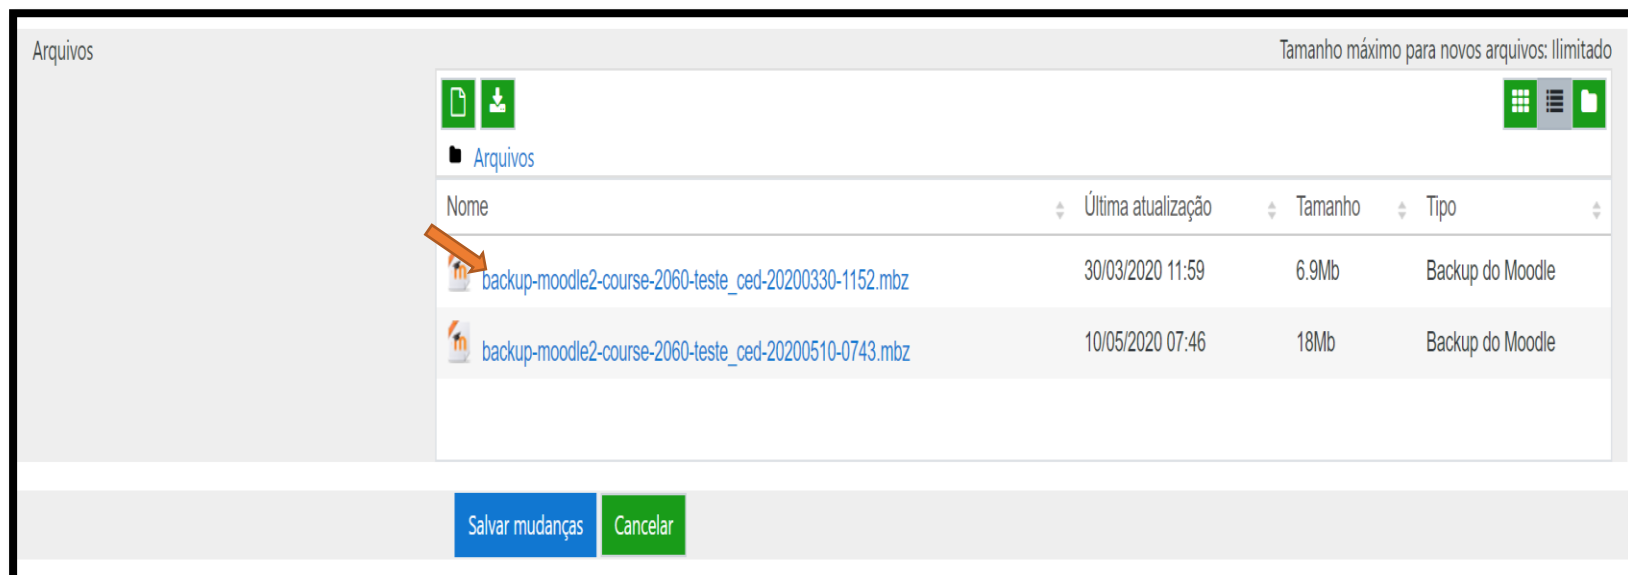 Arquivos
Tamanho máximo para novos arquivos: Ilimitado
Arquivos
Nome Última atualização Tamanho Tipo
backup-moodle2-course-2060-teste_ced-20200330-1152.mbz 30/03/2020 11:59 6.9Mb Backup do Moodle
backup-moodle2-course-2060-teste_ced-20200510-0743.mbz 10/05/2020 07:46 18Mb Backup do Moodle
Salvar mudanças Cancelar